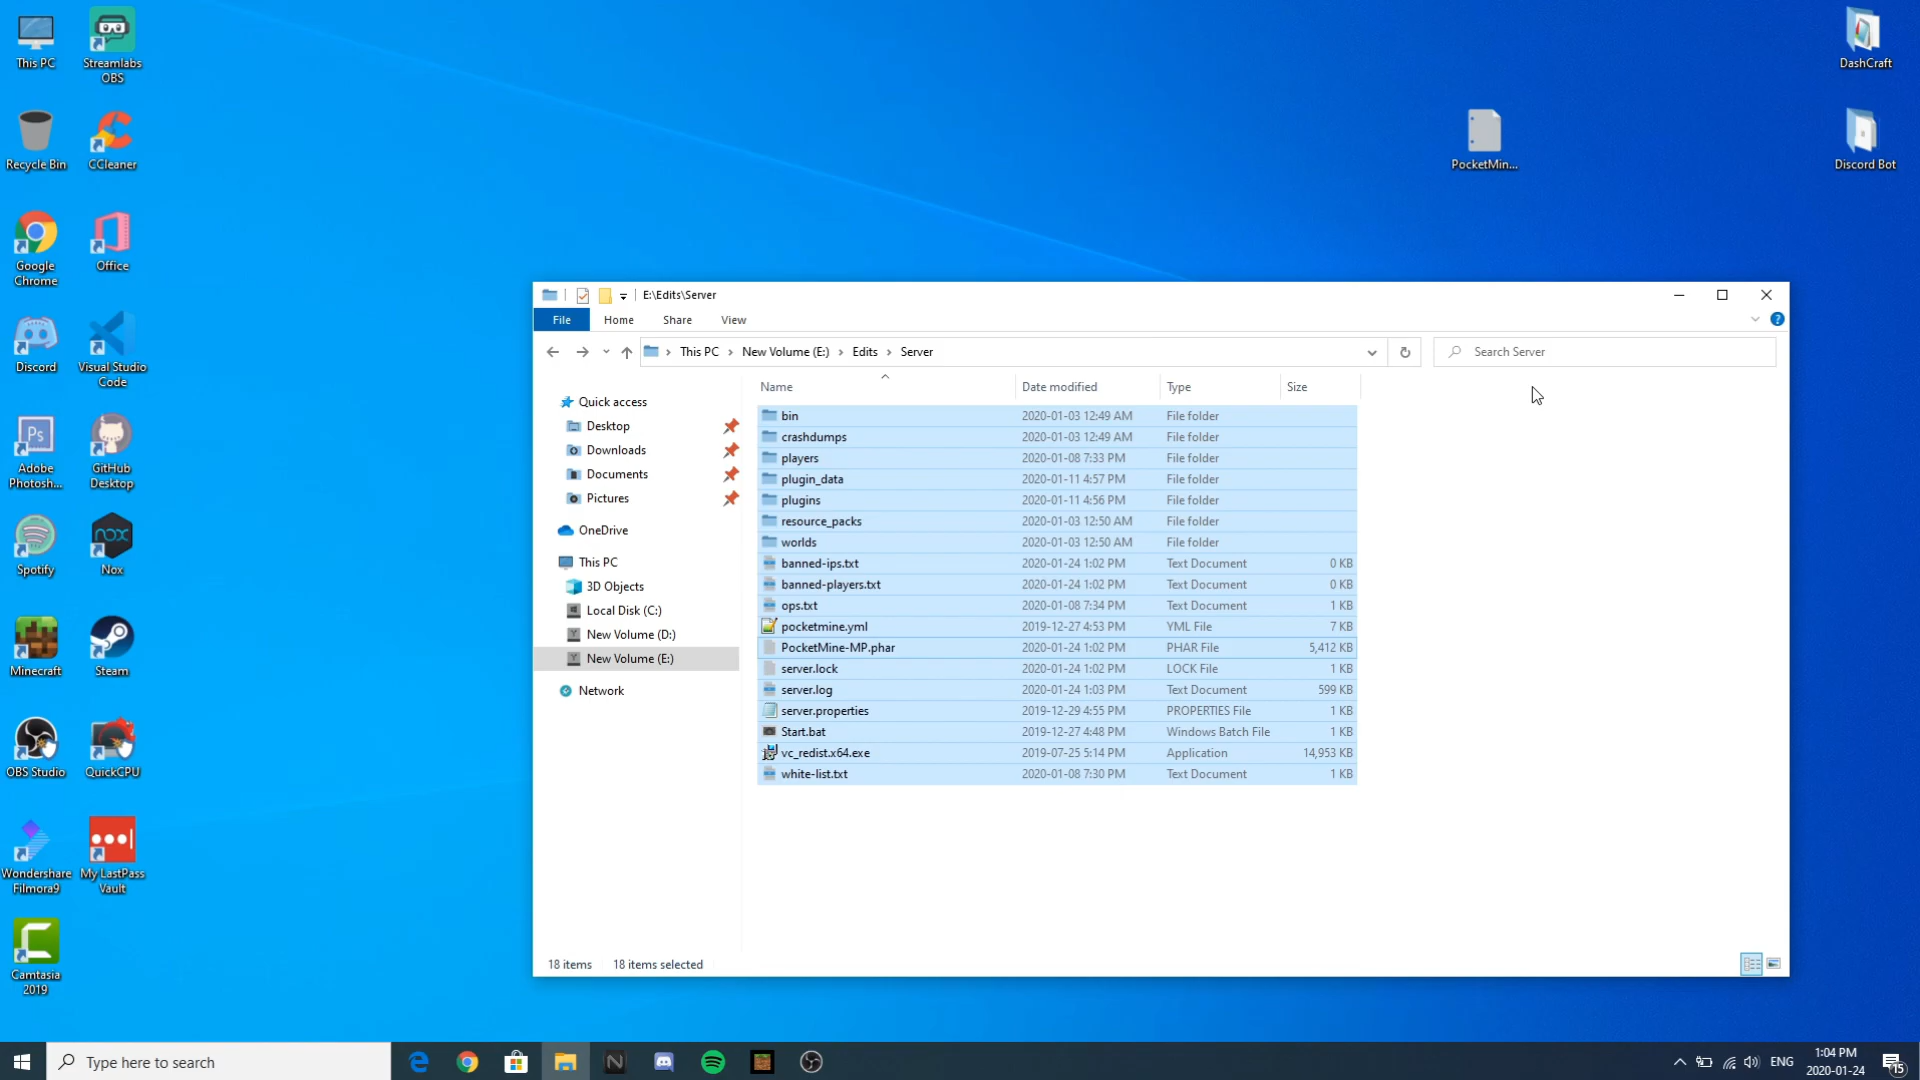 This PC
Streamlabs
OBS
Recycle Bin
CCleaner
Google
Chrome
Office
Discord
Visual Studio
Code
Adobe
Photosh...
GitHub
Desktop
Spotify
Nox
Minecraft
Steam
OBS Studio
QuickCPU
Wondershare
Filmora9
My LastPass
Vault
Camtasia
2019
PocketMin...
DashCraft
Discord Bot
E:\Edits\Server
File
Home
Share
View
This PC
New Volume (E:)
Edits
Server
Search Server
Quick access
Desktop
Downloads
Documents
Pictures
OneDrive
This PC
3D Objects
Local Disk (C:)
New Volume (D:)
New Volume (E:)
Network
Name Date modified Type Size
bin 2020-01-03 12:49 AM File folder
crashdumps 2020-01-03 12:49 AM File folder
players 2020-01-08 7:33 PM File folder
plugin_data 2020-01-11 4:57 PM File folder
plugins 2020-01-11 4:56 PM File folder
resource_packs 2020-01-03 12:50 AM File folder
worlds 2020-01-03 12:50 AM File folder
banned-ips.txt 2020-01-24 1:02 PM Text Document 0 KB
banned-players.txt 2020-01-24 1:02 PM Text Document 0 KB
ops.txt 2020-01-08 7:34 PM Text Document 1 KB
pocketmine.yml 2019-12-27 4:53 PM YML File 7 KB
PocketMine-MP.phar 2020-01-24 1:02 PM PHAR File 5,412 KB
server.lock 2020-01-24 1:02 PM LOCK File 1 KB
server.log 2020-01-24 1:03 PM Text Document 599 KB
server.properties 2019-12-29 4:55 PM PROPERTIES File 1 KB
Start.bat 2019-12-27 4:48 PM Windows Batch File 1 KB
vc_redist.x64.exe 2019-07-25 5:14 PM Application 14,953 KB
white-list.txt 2020-01-08 7:30 PM Text Document 1 KB
18 items 18 items selected
Type here to search
ENG
1:04 PM
2020-01-24
15